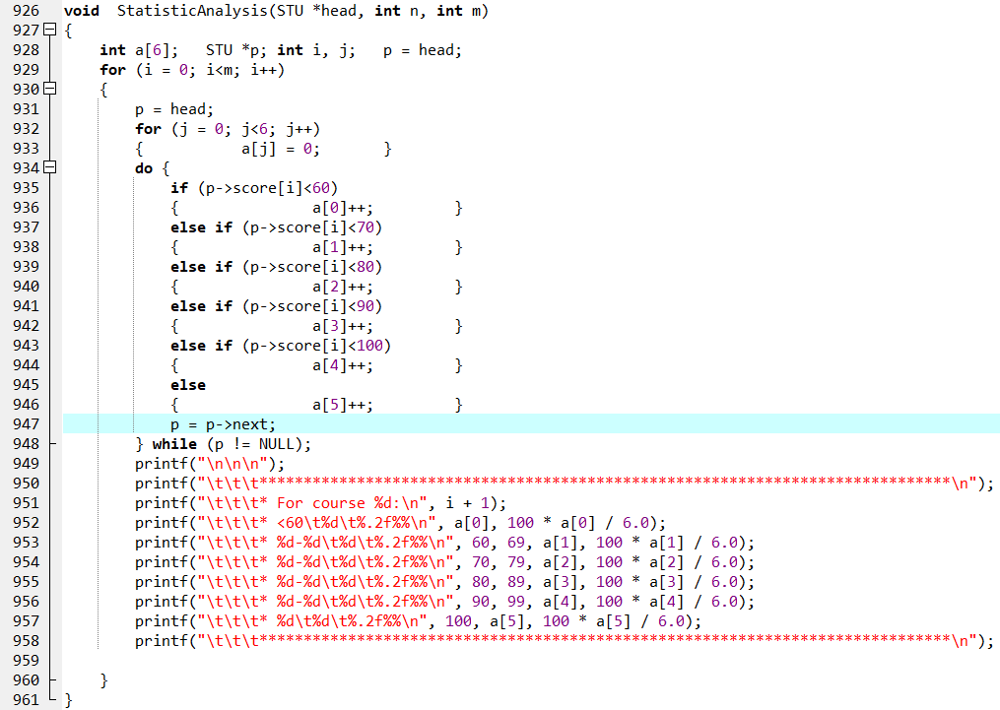 926 void  StatisticAnalysis(STU *head, int n, int m)
927 {
928     int a[6];   STU *p; int i, j;   p = head;
929     for (i = 0; i<m; i++)
930     {
931         p = head;
932         for (j = 0; j<6; j++)
933         {           a[j] = 0;       }
934         do {
935             if (p->score[i]<60)
936             {               a[0]++;         }
937             else if (p->score[i]<70)
938             {               a[1]++;         }
939             else if (p->score[i]<80)
940             {               a[2]++;         }
941             else if (p->score[i]<90)
942             {               a[3]++;         }
943             else if (p->score[i]<100)
944             {               a[4]++;         }
945             else
946             {               a[5]++;         }
947             p = p->next;
948         } while (p != NULL);
949         printf("\n\n\n");
950         printf("\t\t\t******************************************************************************\n");
951         printf("\t\t\t* For course %d:\n", i + 1);
952         printf("\t\t\t* <60\t%d\t%.2f%%\n", a[0], 100 * a[0] / 6.0);
953         printf("\t\t\t* %d-%d\t%d\t%.2f%%\n", 60, 69, a[1], 100 * a[1] / 6.0);
954         printf("\t\t\t* %d-%d\t%d\t%.2f%%\n", 70, 79, a[2], 100 * a[2] / 6.0);
955         printf("\t\t\t* %d-%d\t%d\t%.2f%%\n", 80, 89, a[3], 100 * a[3] / 6.0);
956         printf("\t\t\t* %d-%d\t%d\t%.2f%%\n", 90, 99, a[4], 100 * a[4] / 6.0);
957         printf("\t\t\t* %d\t%d\t%.2f%%\n", 100, a[5], 100 * a[5] / 6.0);
958         printf("\t\t\t******************************************************************************\n");
959
960     }
961 }